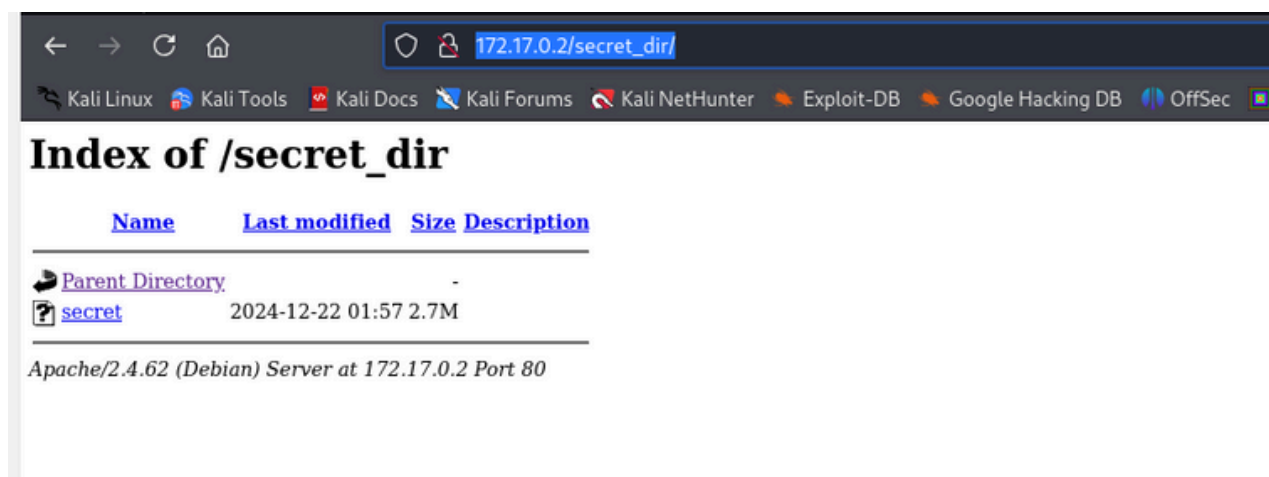 172.17.0.2/secret_dir/
Kali Linux Kali Tools Kali Docs Kali Forums Kali NetHunter Exploit-DB Google Hacking DB OffSec
Index of /secret_dir
Name Last modified Size Description
Parent Directory -
secret 2024-12-22 01:57 2.7M
Apache/2.4.62 (Debian) Server at 172.17.0.2 Port 80